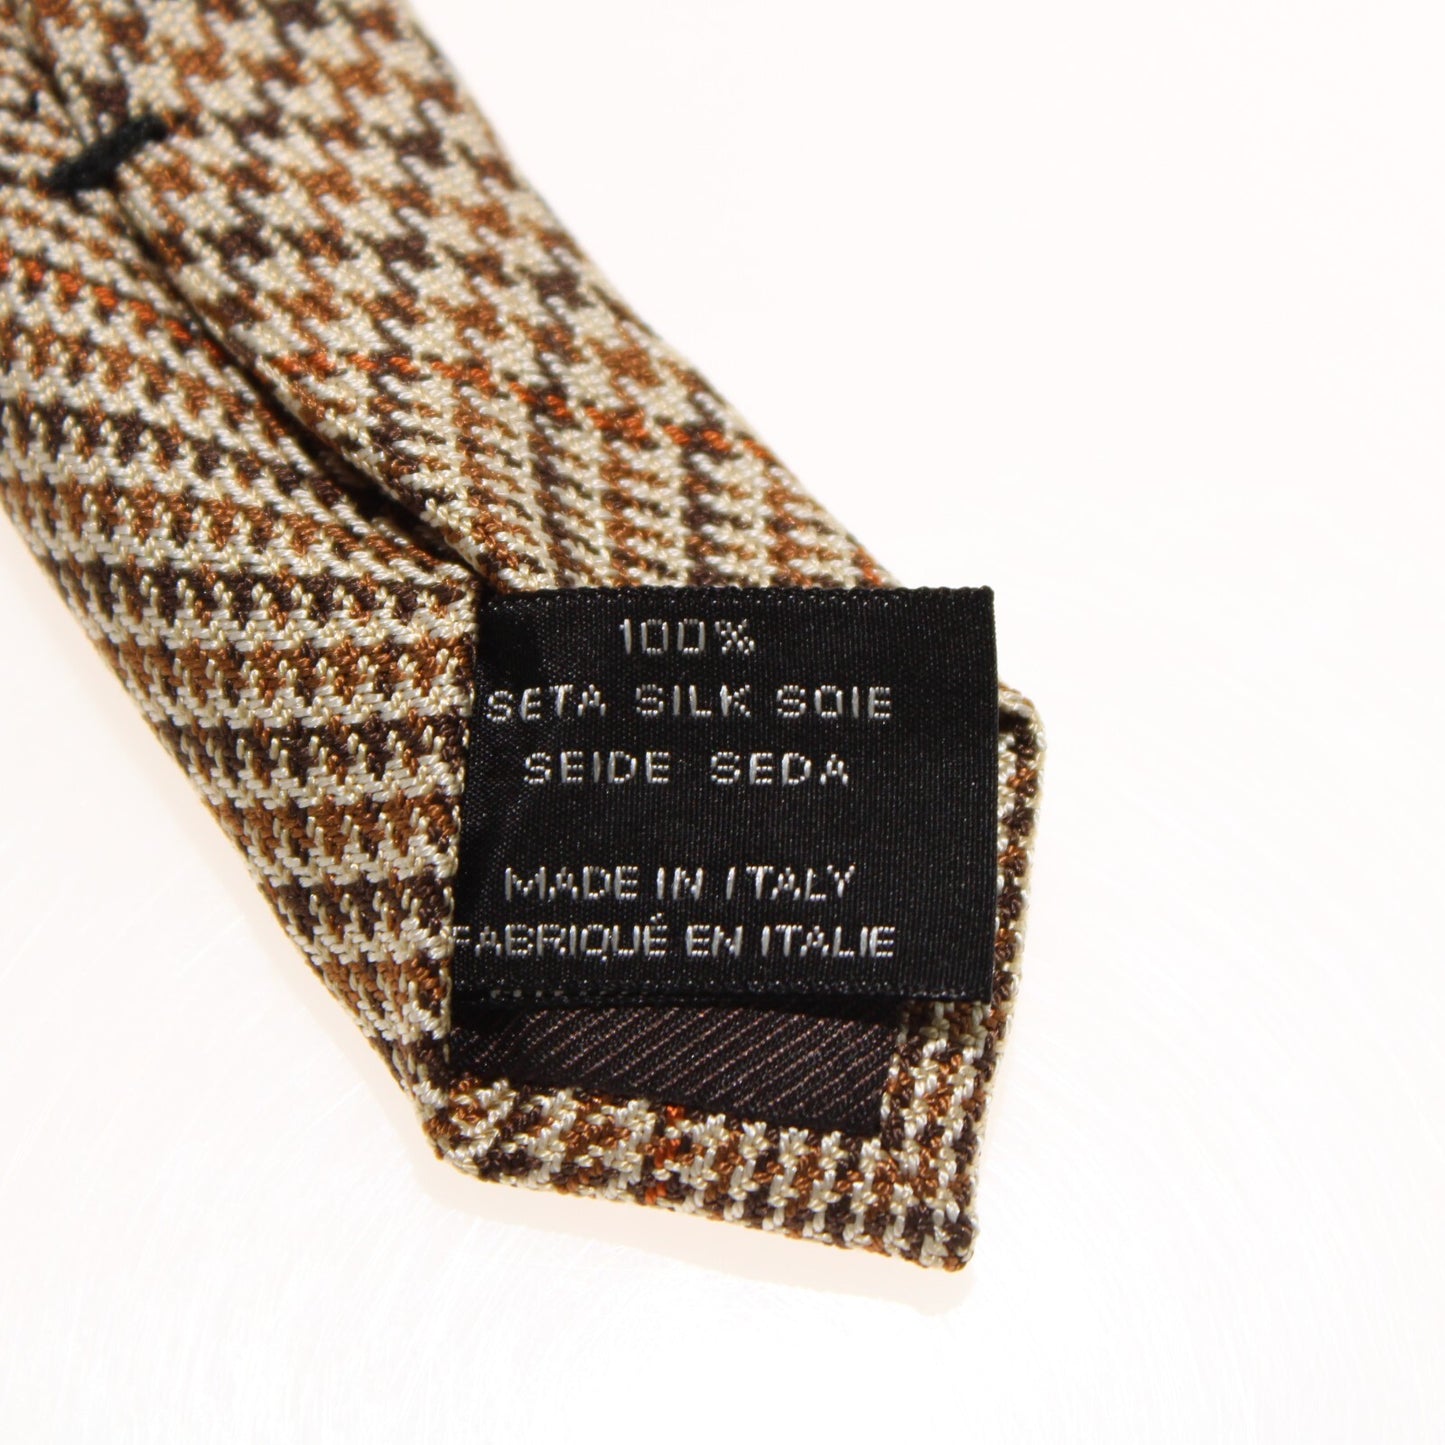 100%
SETA SILK SOIE
SEIDE SEDA
MADE IN ITALY
FABRIQUÉ EN ITALIE